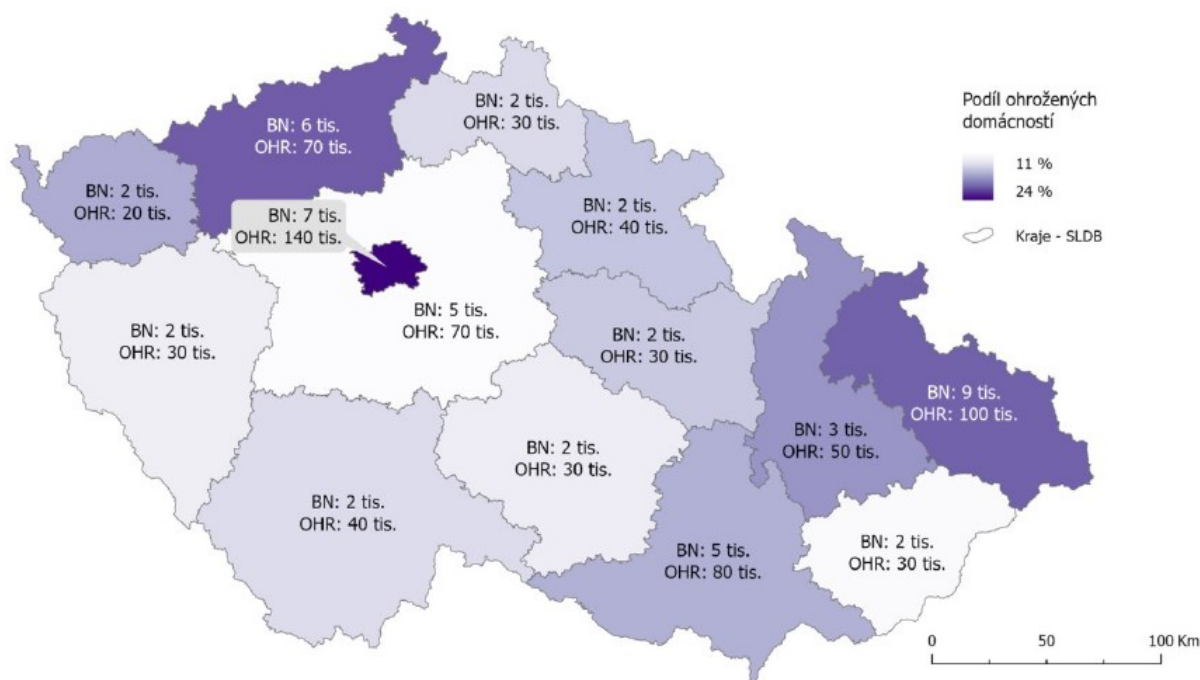 BN: 2 tis.
OHR: 30 tis.
Podíl ohrožených
domácností
11 %
24 %
Kraje - SLDB
BN: 6 tis.
OHR: 70 tis.
BN: 2 tis.
OHR: 20 tis.
BN: 7 tis.
OHR: 140 tis.
BN: 2 tis.
OHR: 40 tis.
BN: 5 tis.
OHR: 70 tis.
BN: 2 tis.
OHR: 30 tis.
BN: 2 tis.
OHR: 30 tis.
BN: 9 tis.
OHR: 100 tis.
BN: 3 tis.
OHR: 50 tis.
BN: 2 tis.
OHR: 30 tis.
BN: 2 tis.
OHR: 40 tis.
BN: 5 tis.
OHR: 80 tis.
BN: 2 tis.
OHR: 30 tis.
0 50 100 Km